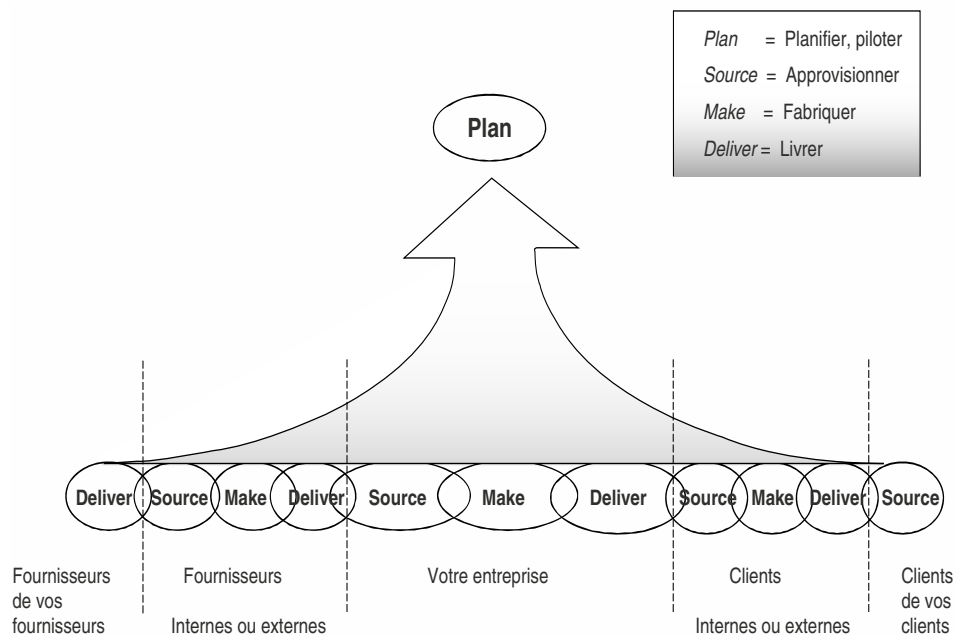 Plan = Planifier, piloter
Source = Approvisionner
Make = Fabriquer
Deliver = Livrer
Plan
Deliver Source Make Deliver Source Make Deliver Source Make Deliver Source
Fournisseurs de vos fournisseurs
Fournisseurs
Internes ou externes
Votre entreprise
Clients
Internes ou externes
Clients de vos clients